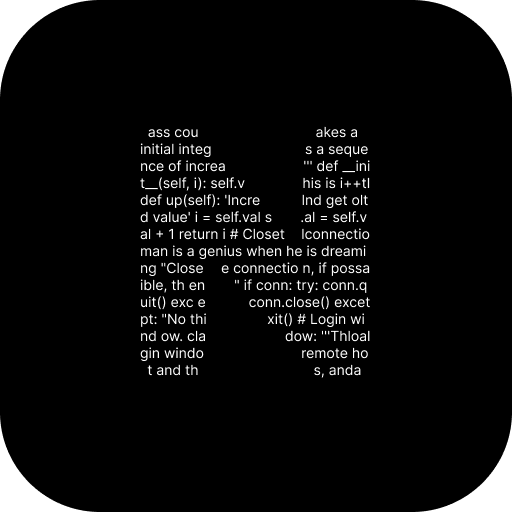 ass cou akes a
initial integ s a seque
nce of increa ''' def __ini
t__(self, i): self.v his is i++tl
def up(self): 'Incre lnd get olt
d value' i = self.val s .al = self.v
al + 1 return i # Closet lconnectio
man is a genius when he is dreami
ng "Close e connectio n, if possa
ible, th en " if conn: try: conn.q
uit() exc e conn.close() excet
pt: "No thi xit() # Login wi
nd ow. cla dow: '''Thloal
gin windo remote ho
t and th s, anda